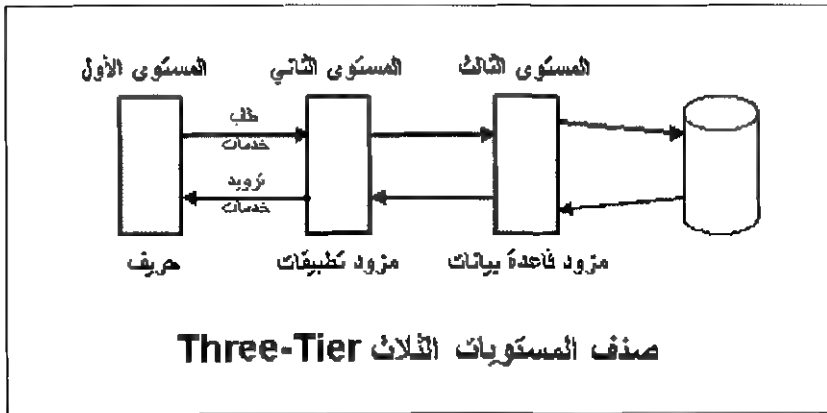 المستوى الأول
المستوى الثاني
المستوى الثالث
طلب
خدمات
تزويد
خدمات
حريف
مزود تطبيقات
مزود قاعدة بيانات
صنف المستويات الثلاث Three-Tier